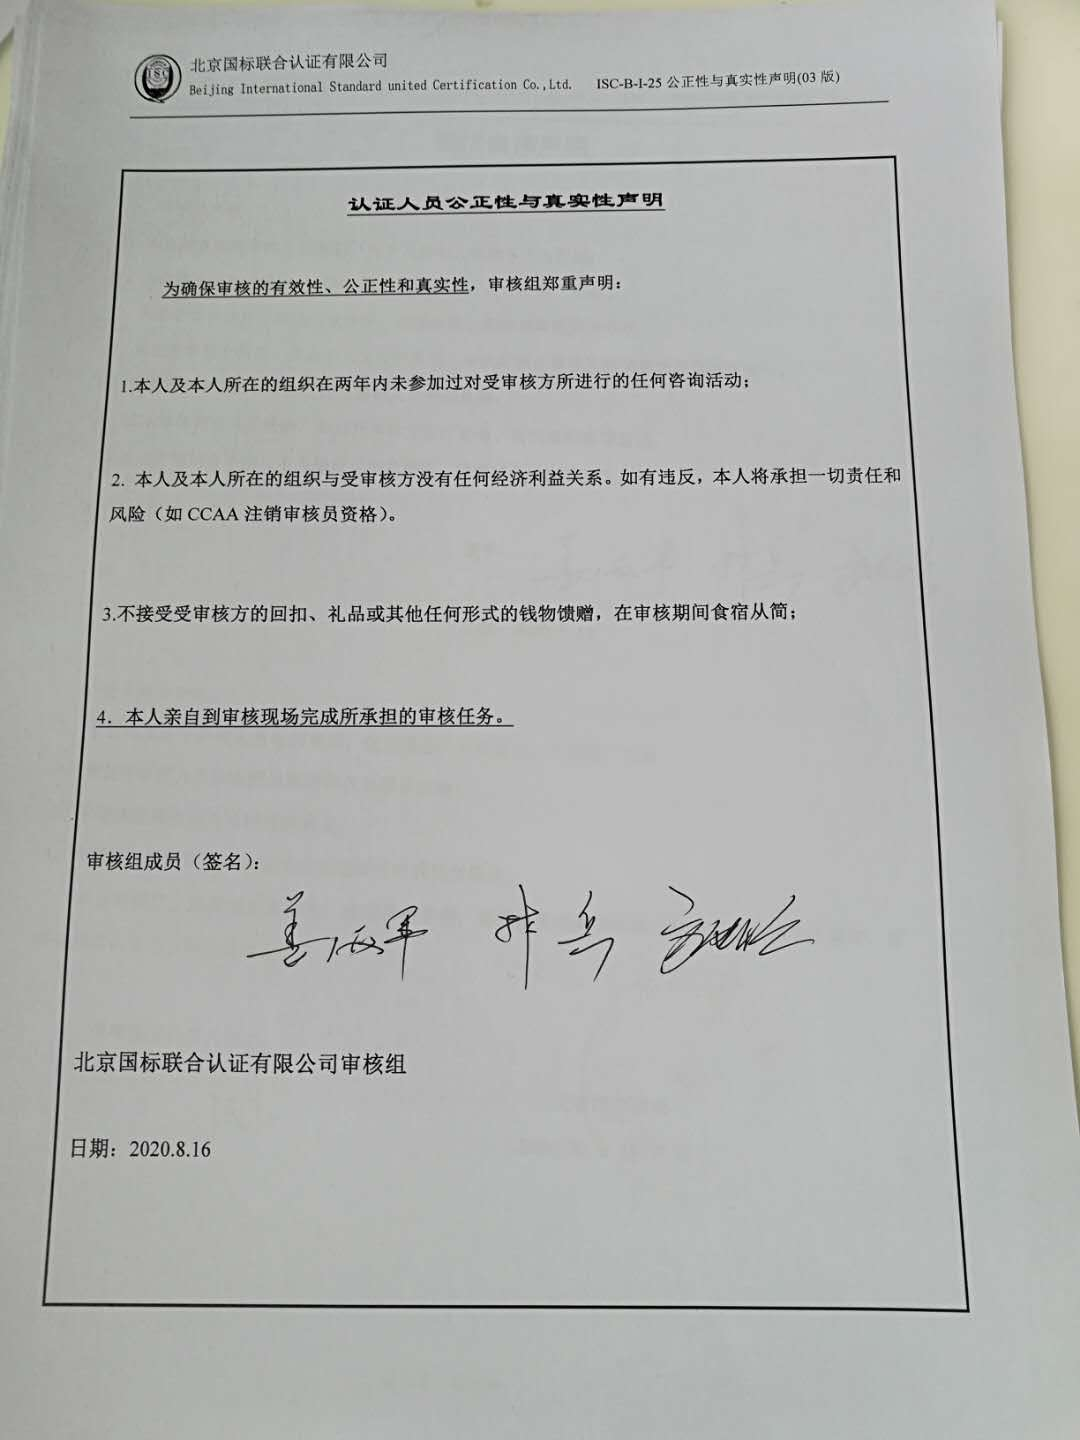 北京国标联合认证有限公司
Beijing International Standard united Certification Co.,Ltd. ISC-B-I-25 公正性与真实性声明(03 版)
认证人员公正性与真实性声明
为确保审核的有效性、公正性和真实性，审核组郑重声明：
1.本人及本人所在的组织在两年内未参加过对受审核方所进行的任何咨询活动；
2. 本人及本人所在的组织与受审核方没有任何经济利益关系。如有违反，本人将承担一切责任和
风险（如 CCAA 注销审核员资格）。
3.不接受受审核方的回扣、礼品或其他任何形式的钱物馈赠，在审核期间食宿从简；
4．本人亲自到审核现场完成所承担的审核任务。
审核组成员（签名）：
姜海军
北京国标联合认证有限公司审核组
日期：2020.8.16